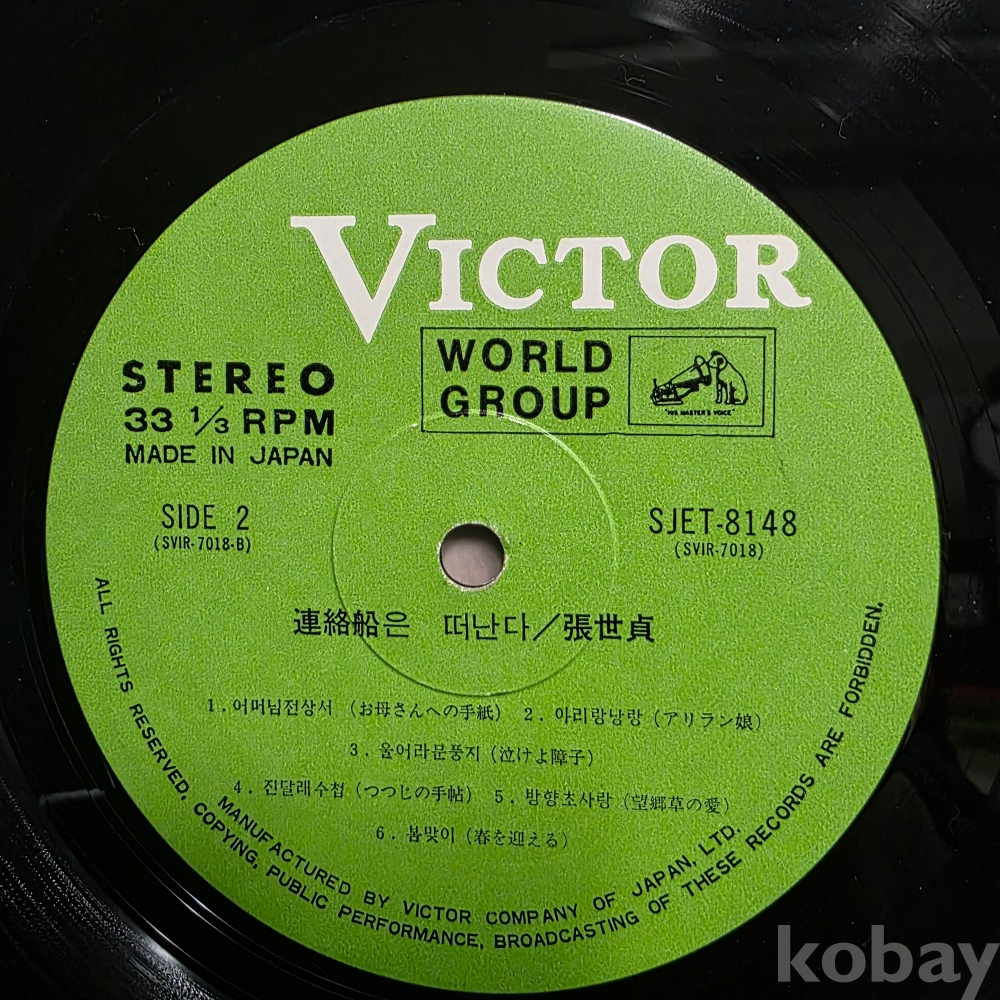 VICTOR
WORLD
GROUP
"HIS MASTER'S VOICE"
STEREO
33 1/3 RPM
MADE IN JAPAN
SIDE 2
(SVIR-7018-B)
SJET-8148
(SVIR-7018)
連絡船은 떠난다/張世貞
1. 어머님전상서 (お母さんへの手紙) 2. 아리랑낭랑 (アリラン娘)
3. 울어라문풍지 (泣けよ障子)
4. 진달래수첩 (つつじの手帖) 5. 방향초사랑 (望郷草の愛)
6. 봄맞이 (春を迎える)
MANUFACTURED BY VICTOR COMPANY OF JAPAN, LTD.
ALL RIGHTS RESERVED, COPYING, PUBLIC PERFORMANCE, BROADCASTING OF THESE RECORDS ARE FORBIDDEN.
kobay